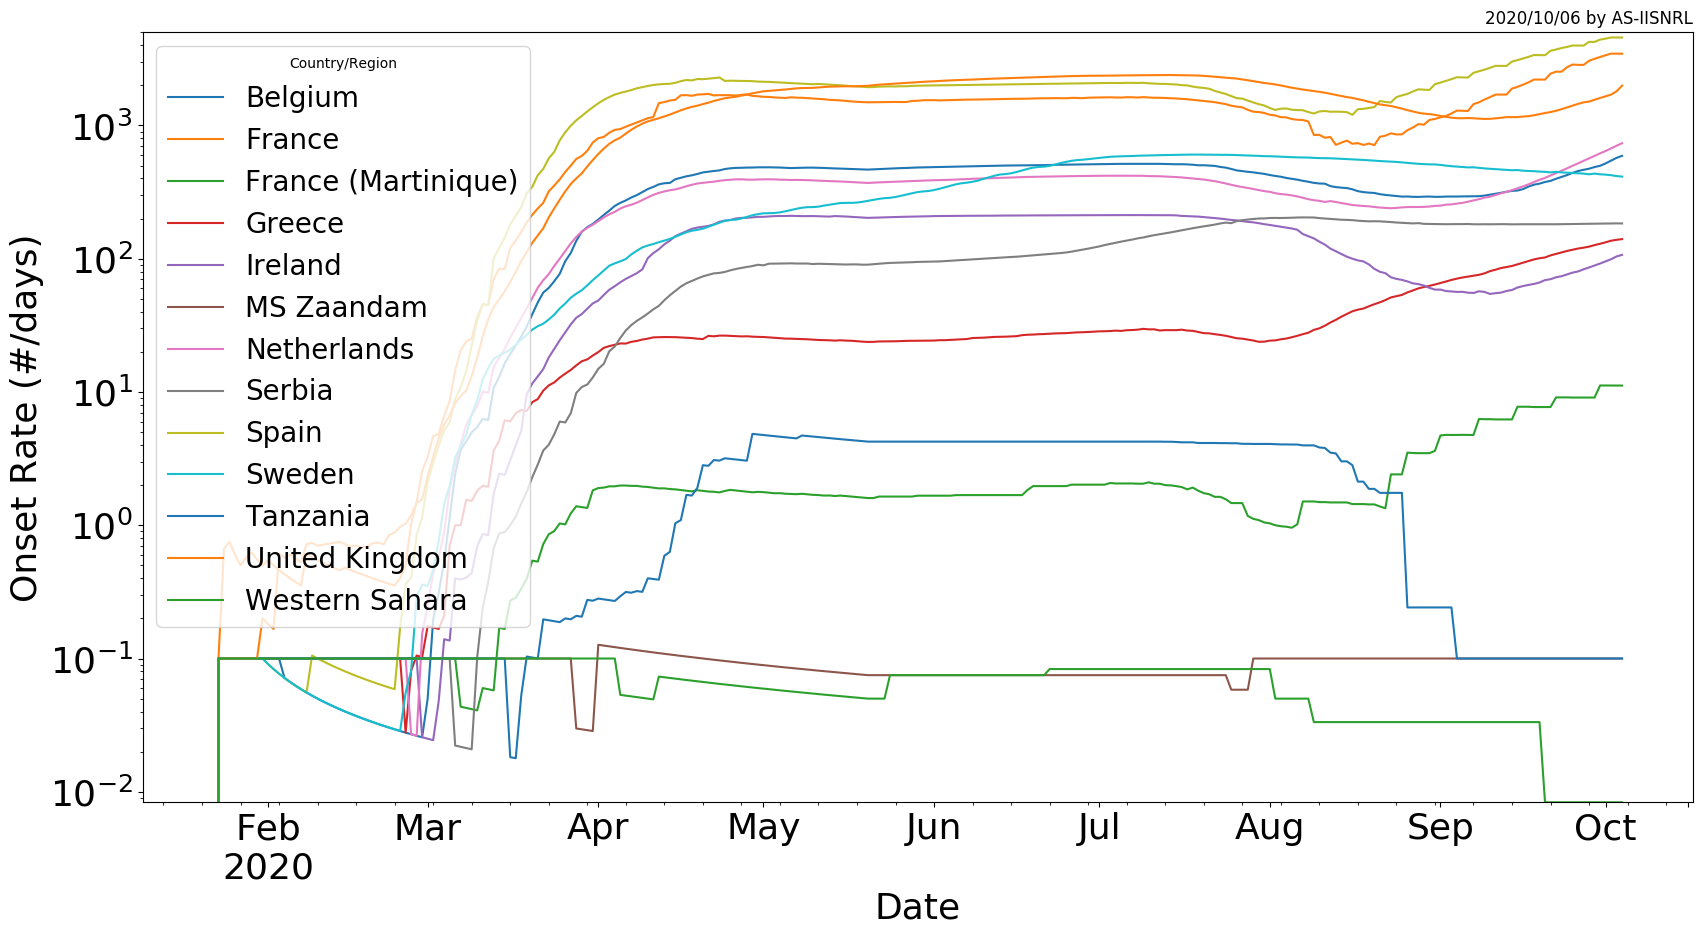 2020/10/06 by AS-IISNRL
Country/Region
Belgium
France
France (Martinique)
Greece
Ireland
MS Zaandam
Netherlands
Serbia
Spain
Sweden
Tanzania
United Kingdom
Western Sahara
Onset Rate (#/days)
10³
10²
10¹
10⁰
10⁻¹
10⁻²
Feb Mar Apr May Jun Jul Aug Sep Oct
2020
Date